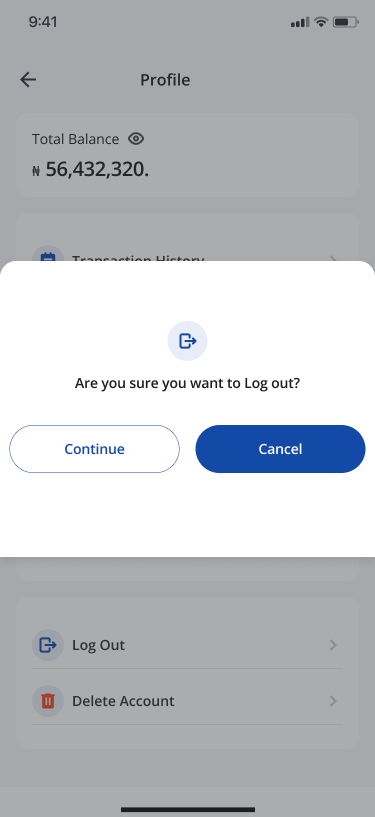 9:41
Profile
Total Balance
₦ 56,432,320.
Transaction History
Are you sure you want to Log out?
Continue
Cancel
Log Out
Delete Account